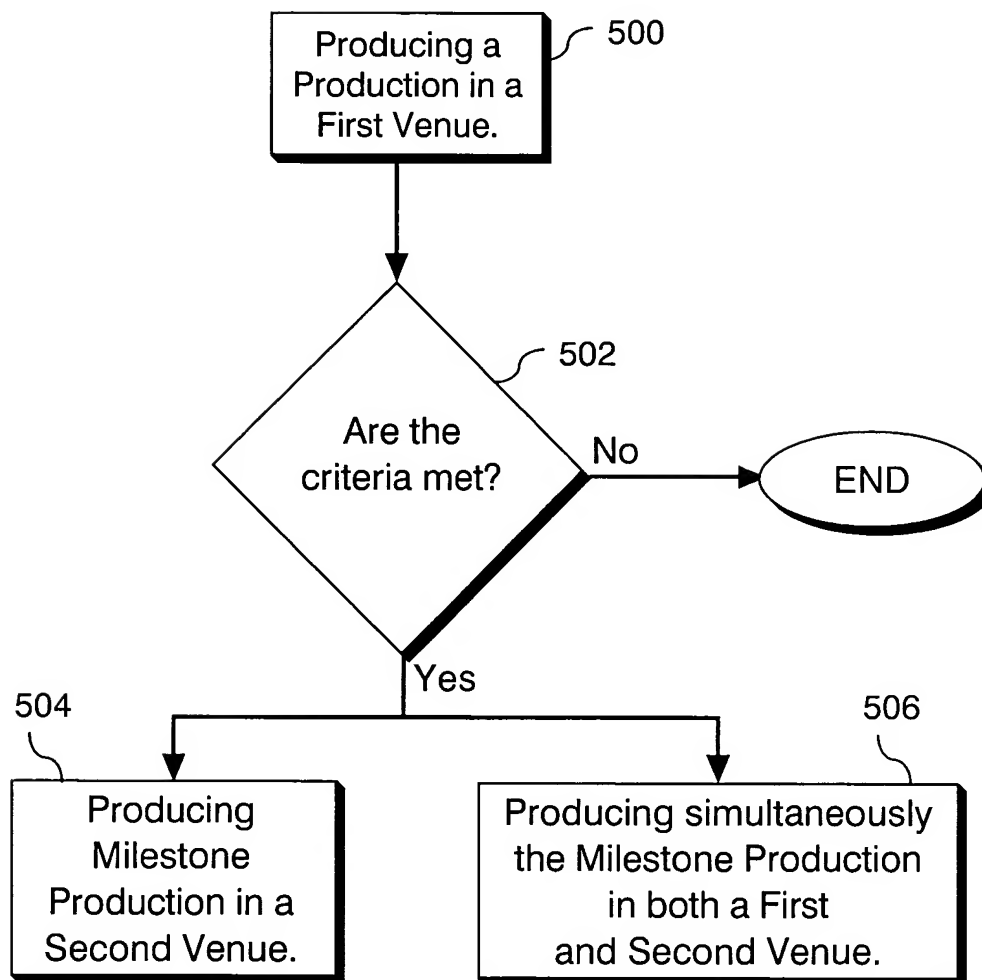 Producing a
Production in a
First Venue.
500
502
Are the
criteria met?
No
END
Yes
504
Producing
Milestone
Production in a
Second Venue.
506
Producing simultaneously
the Milestone Production
in both a First
and Second Venue.